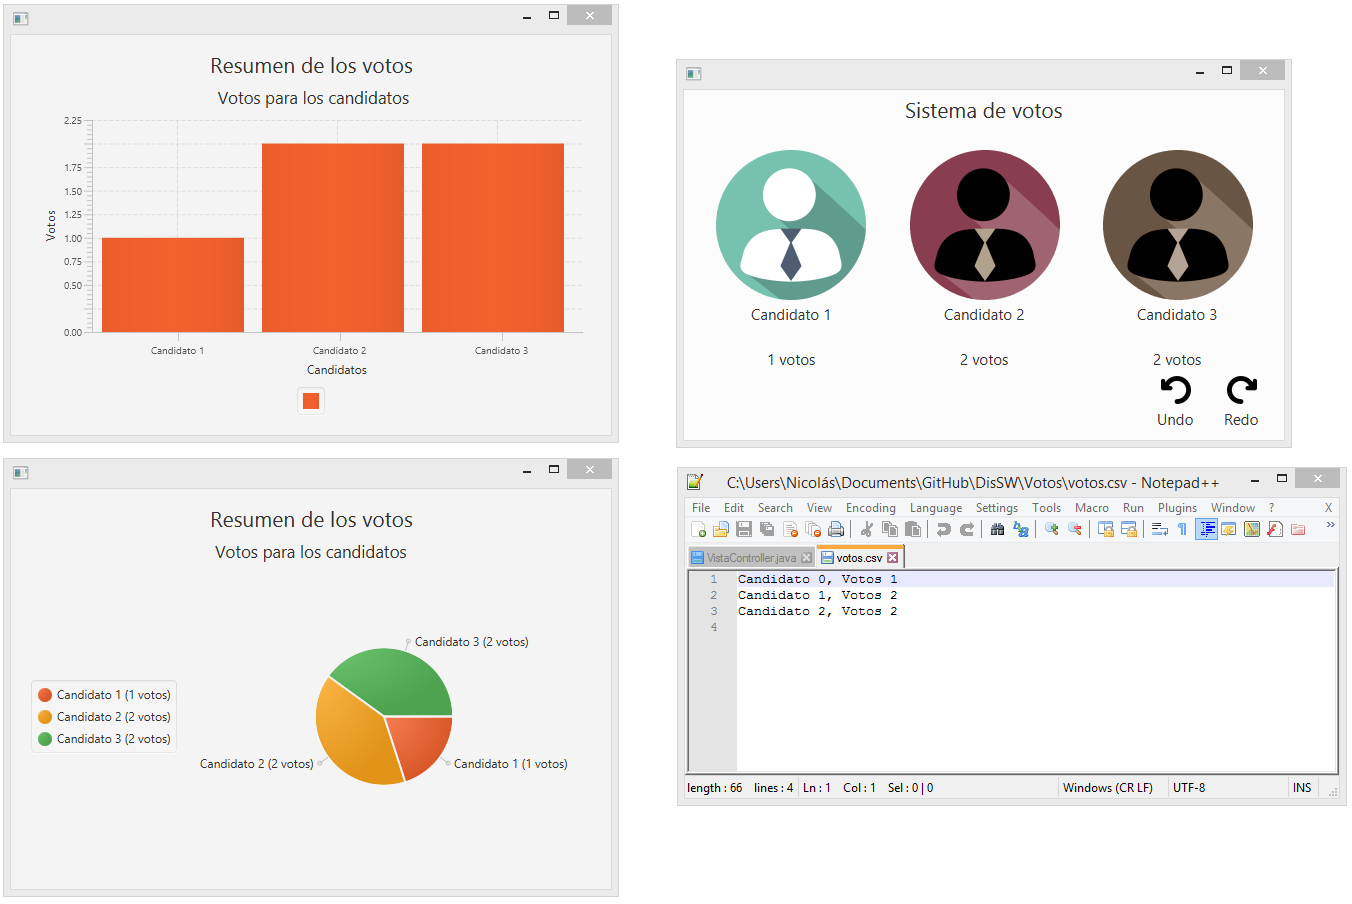 Resumen de los votos
Votos para los candidatos
2.25
1.75
1.50
1.25
1.00
0.75
0.50
0.00
Votos
Candidato 1
Candidato 2
Candidato 3
Candidatos
Sistema de votos
Candidato 1
Candidato 2
Candidato 3
1 votos
2 votos
2 votos
Undo
Redo
Resumen de los votos
Votos para los candidatos
Candidato 3 (2 votos)
Candidato 1 (1 votos)
Candidato 2 (2 votos)
Candidato 3 (2 votos)
Candidato 2 (2 votos)
Candidato 1 (1 votos)
C:\Users\Nicolás\Documents\GitHub\DisSW\Votos\votos.csv - Notepad++
File Edit Search View Encoding Language Settings Tools Macro Run Plugins Window ? X
VistaController.java votos.csv
1 Candidato 0, Votos 1
2 Candidato 1, Votos 2
3 Candidato 2, Votos 2
4
length : 66 lines : 4 Ln : 1 Col : 1 Sel : 0 | 0 Windows (CR LF) UTF-8 INS